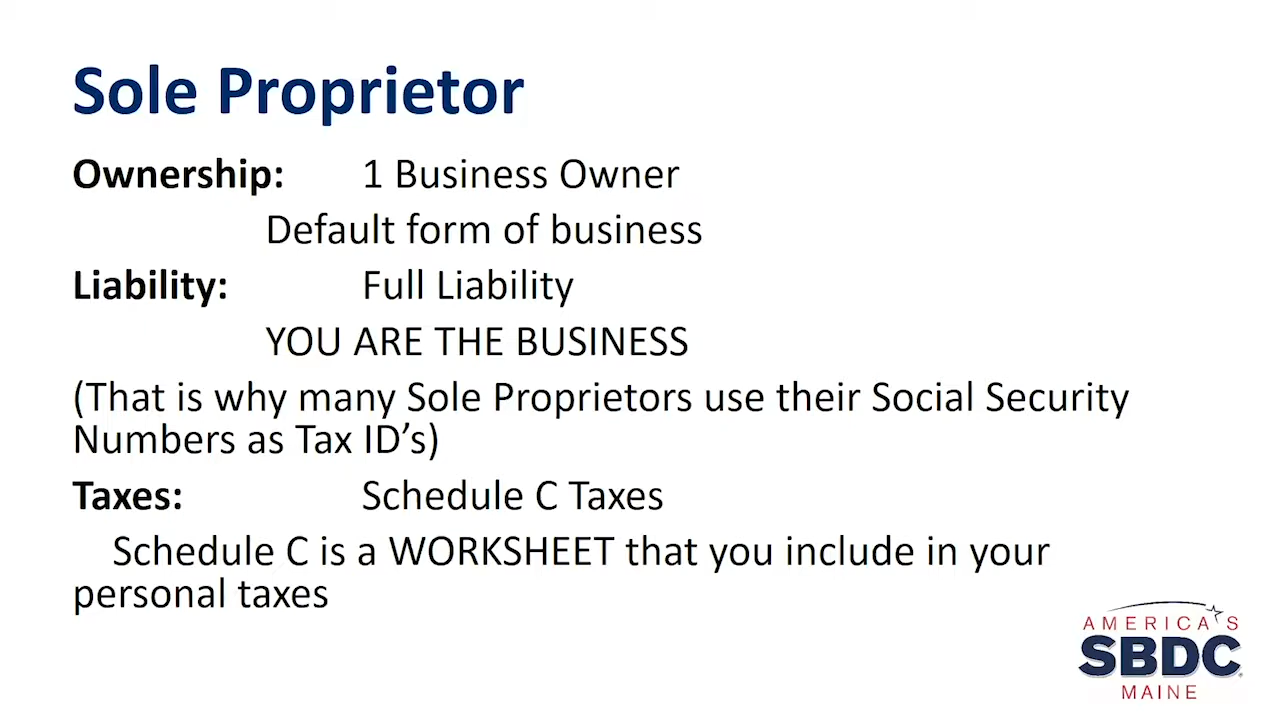 Sole Proprietor
Ownership: 1 Business Owner
Default form of business
Liability: Full Liability
YOU ARE THE BUSINESS
(That is why many Sole Proprietors use their Social Security
Numbers as Tax ID’s)
Taxes: Schedule C Taxes
Schedule C is a WORKSHEET that you include in your
personal taxes
AMERICA'S
SBDC
MAINE